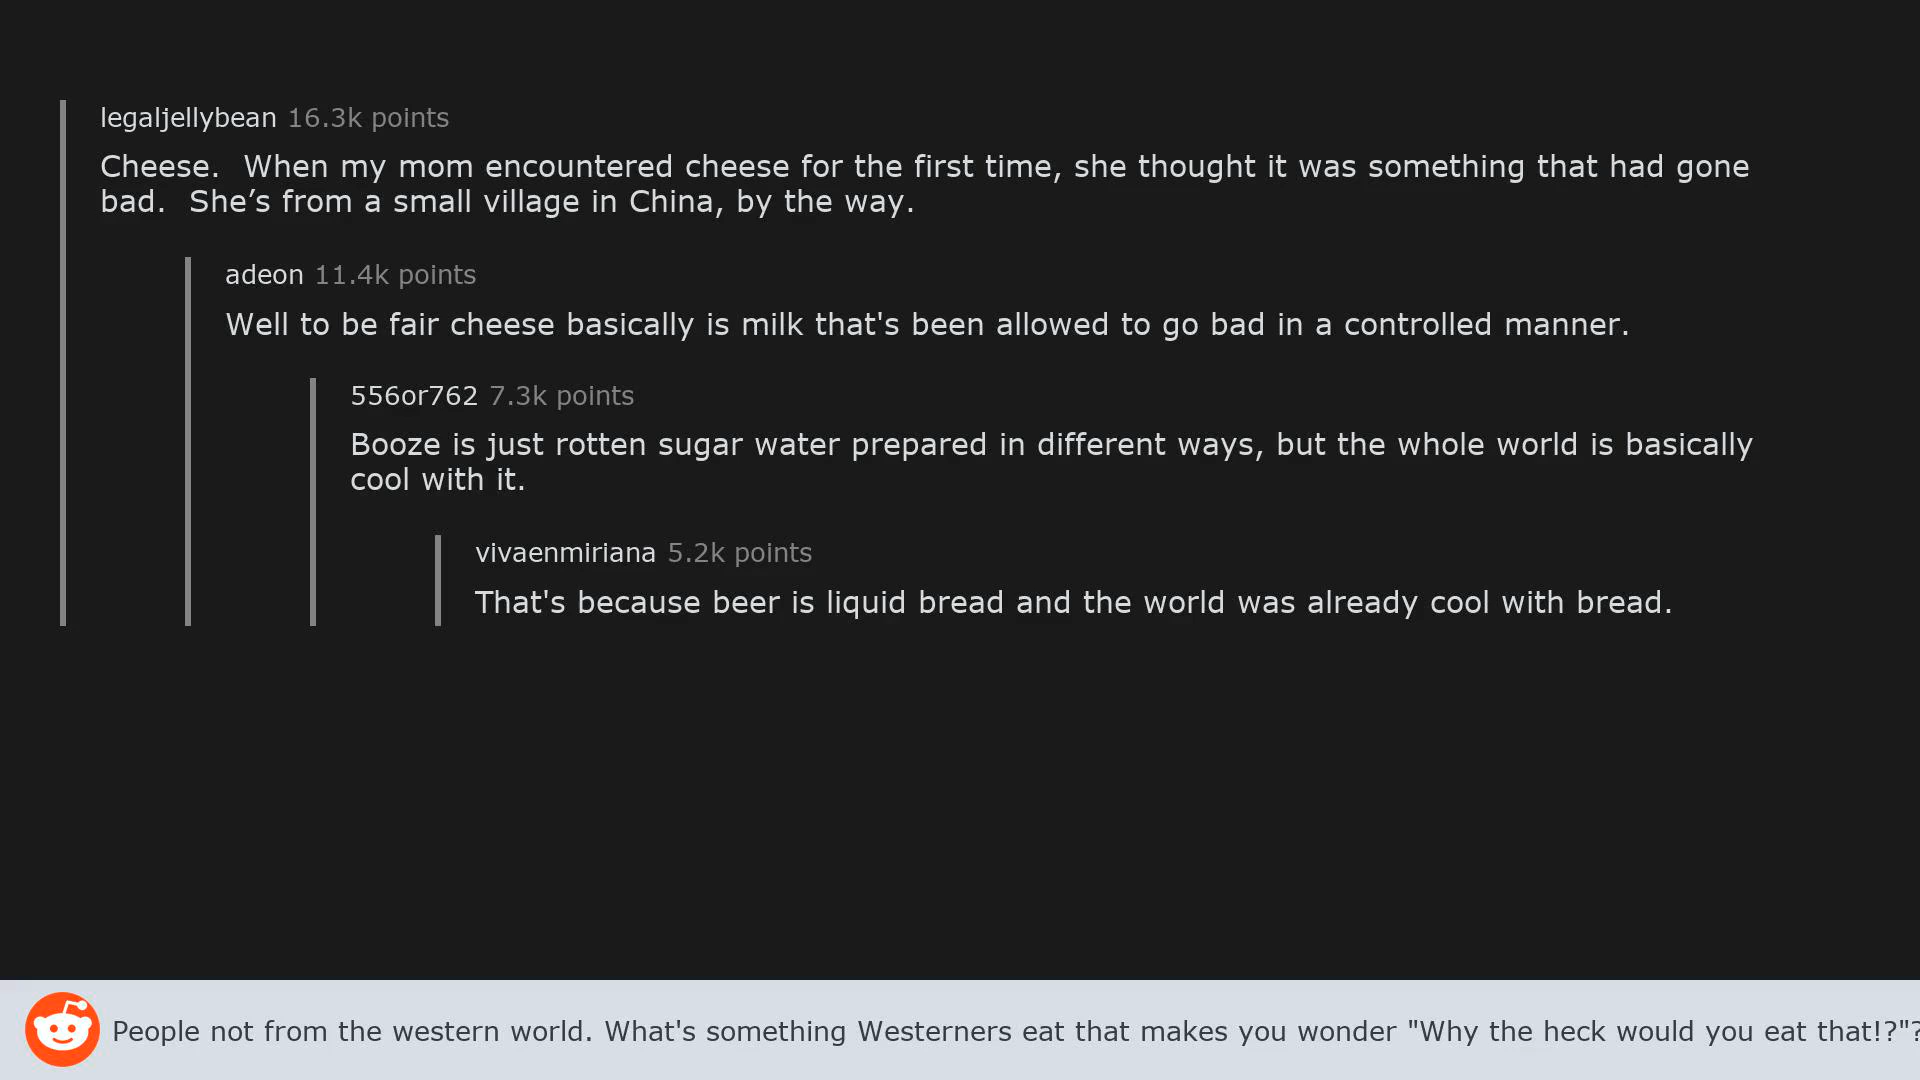 legaljellybean 16.3k points
Cheese.  When my mom encountered cheese for the first time, she thought it was something that had gone
bad.  She’s from a small village in China, by the way.
adeon 11.4k points
Well to be fair cheese basically is milk that's been allowed to go bad in a controlled manner.
556or762 7.3k points
Booze is just rotten sugar water prepared in different ways, but the whole world is basically
cool with it.
vivaenmiriana 5.2k points
That's because beer is liquid bread and the world was already cool with bread.
People not from the western world. What's something Westerners eat that makes you wonder "Why the heck would you eat that!?"?